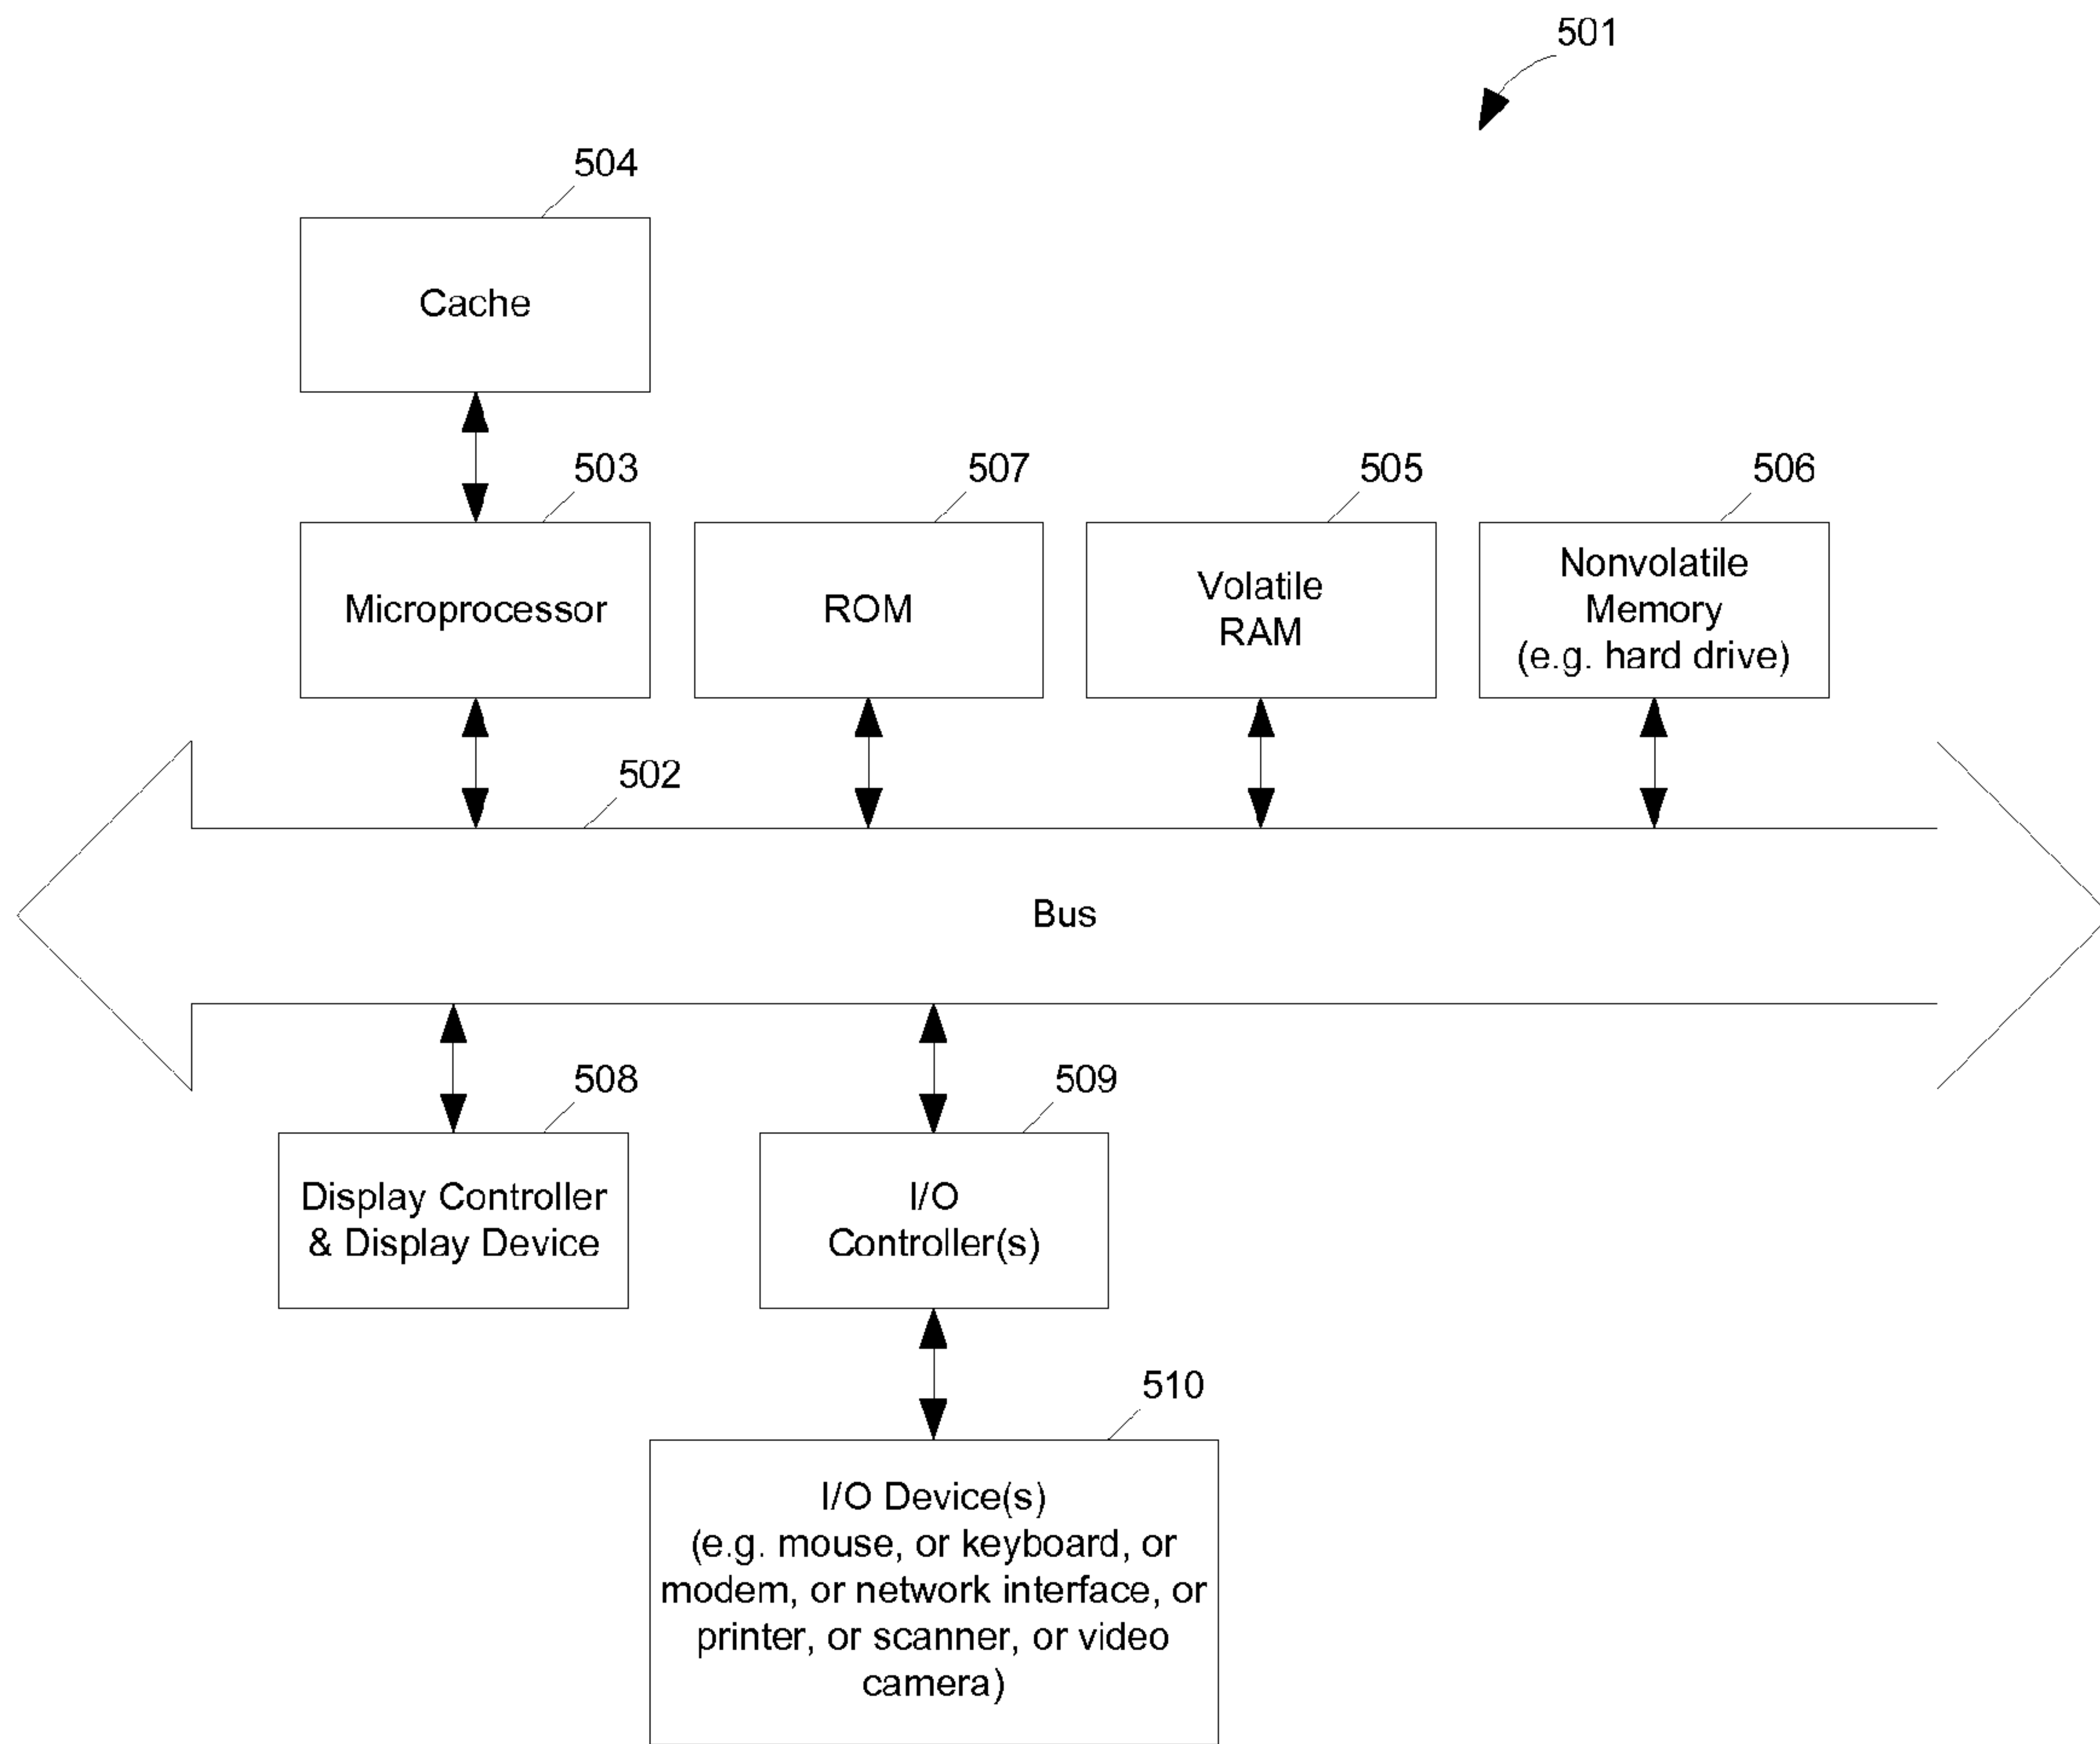 501
504
Cache
503
507
505
506
Microprocessor
ROM
Volatile
RAM
Nonvolatile
Memory
(e.g. hard drive)
502
Bus
508
509
Display Controller
& Display Device
I/O
Controller(s)
510
I/O Device(s)
(e.g. mouse, or keyboard, or
modem, or network interface, or
printer, or scanner, or video
camera)